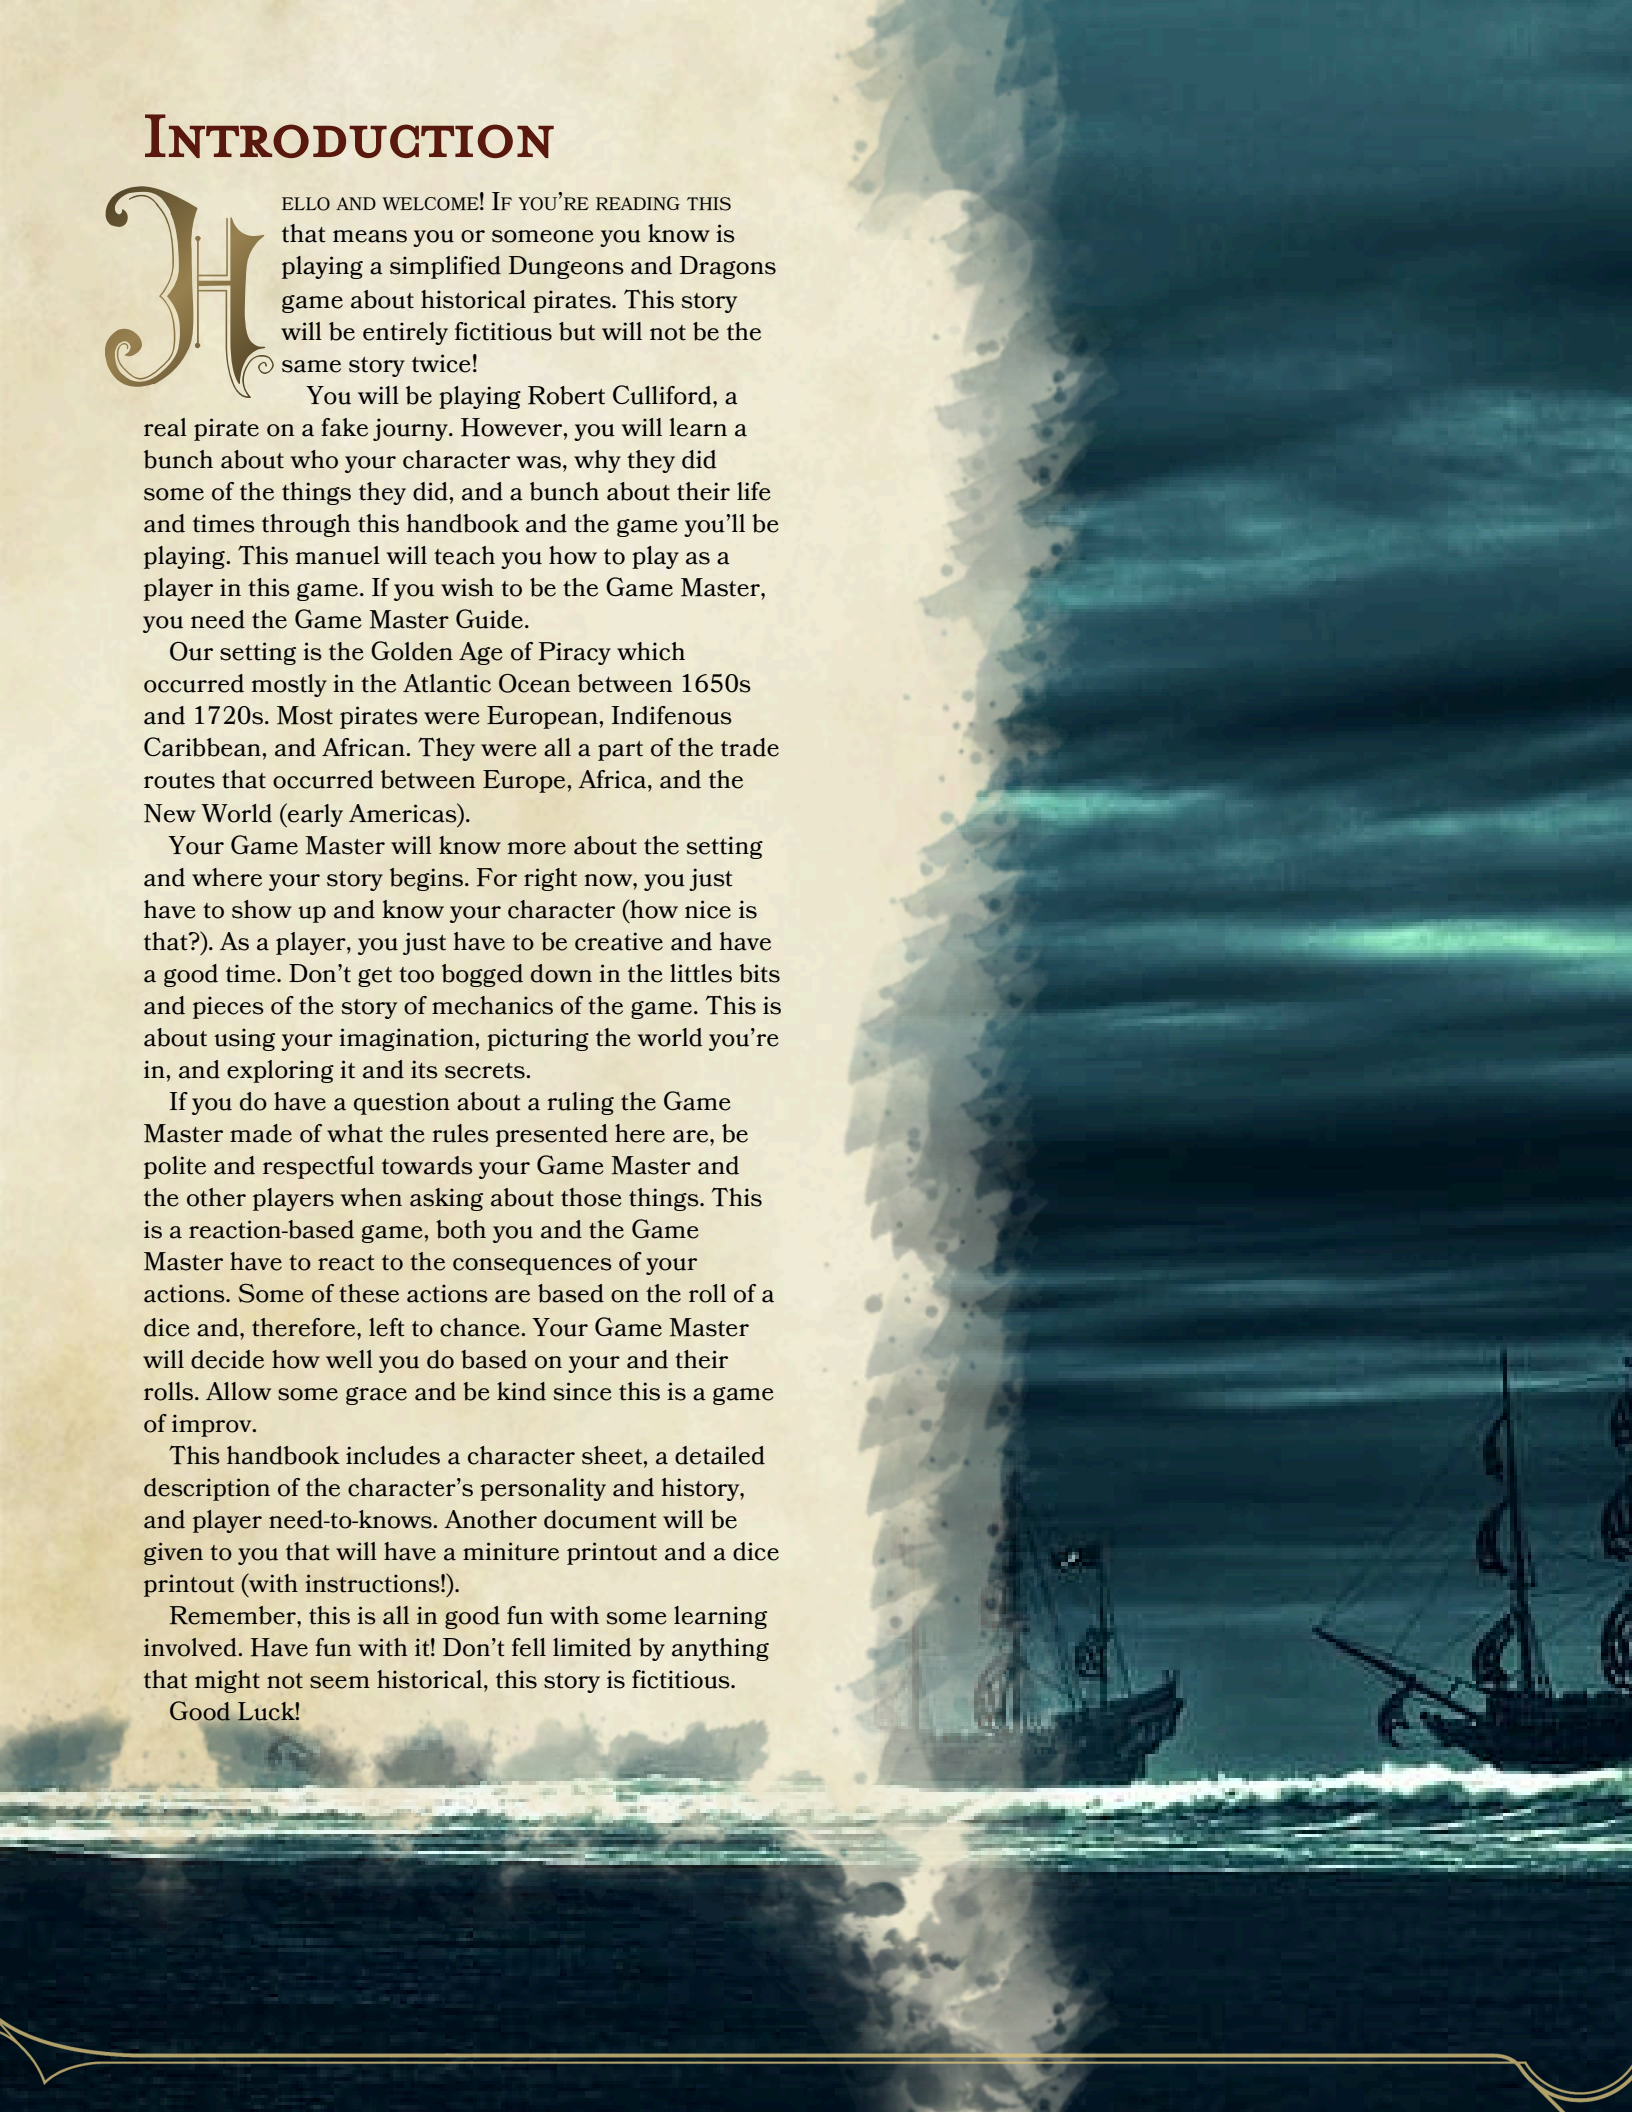 Introduction
Hello and welcome! If you're reading this
that means you or someone you know is
playing a simplified Dungeons and Dragons
game about historical pirates. This story
will be entirely fictitious but will not be the
same story twice!
You will be playing Robert Culliford, a
real pirate on a fake journy. However, you will learn a
bunch about who your character was, why they did
some of the things they did, and a bunch about their life
and times through this handbook and the game you'll be
playing. This manuel will teach you how to play as a
player in this game. If you wish to be the Game Master,
you need the Game Master Guide.
Our setting is the Golden Age of Piracy which
occurred mostly in the Atlantic Ocean between 1650s
and 1720s. Most pirates were European, Indifenous
Caribbean, and African. They were all a part of the trade
routes that occurred between Europe, Africa, and the
New World (early Americas).
Your Game Master will know more about the setting
and where your story begins. For right now, you just
have to show up and know your character (how nice is
that?). As a player, you just have to be creative and have
a good time. Don't get too bogged down in the littles bits
and pieces of the story of mechanics of the game. This is
about using your imagination, picturing the world you're
in, and exploring it and its secrets.
If you do have a question about a ruling the Game
Master made of what the rules presented here are, be
polite and respectful towards your Game Master and
the other players when asking about those things. This
is a reaction-based game, both you and the Game
Master have to react to the consequences of your
actions. Some of these actions are based on the roll of a
dice and, therefore, left to chance. Your Game Master
will decide how well you do based on your and their
rolls. Allow some grace and be kind since this is a game
of improv.
This handbook includes a character sheet, a detailed
description of the character's personality and history,
and player need-to-knows. Another document will be
given to you that will have a miniture printout and a dice
printout (with instructions!).
Remember, this is all in good fun with some learning
involved. Have fun with it! Don't fell limited by anything
that might not seem historical, this story is fictitious.
Good Luck!